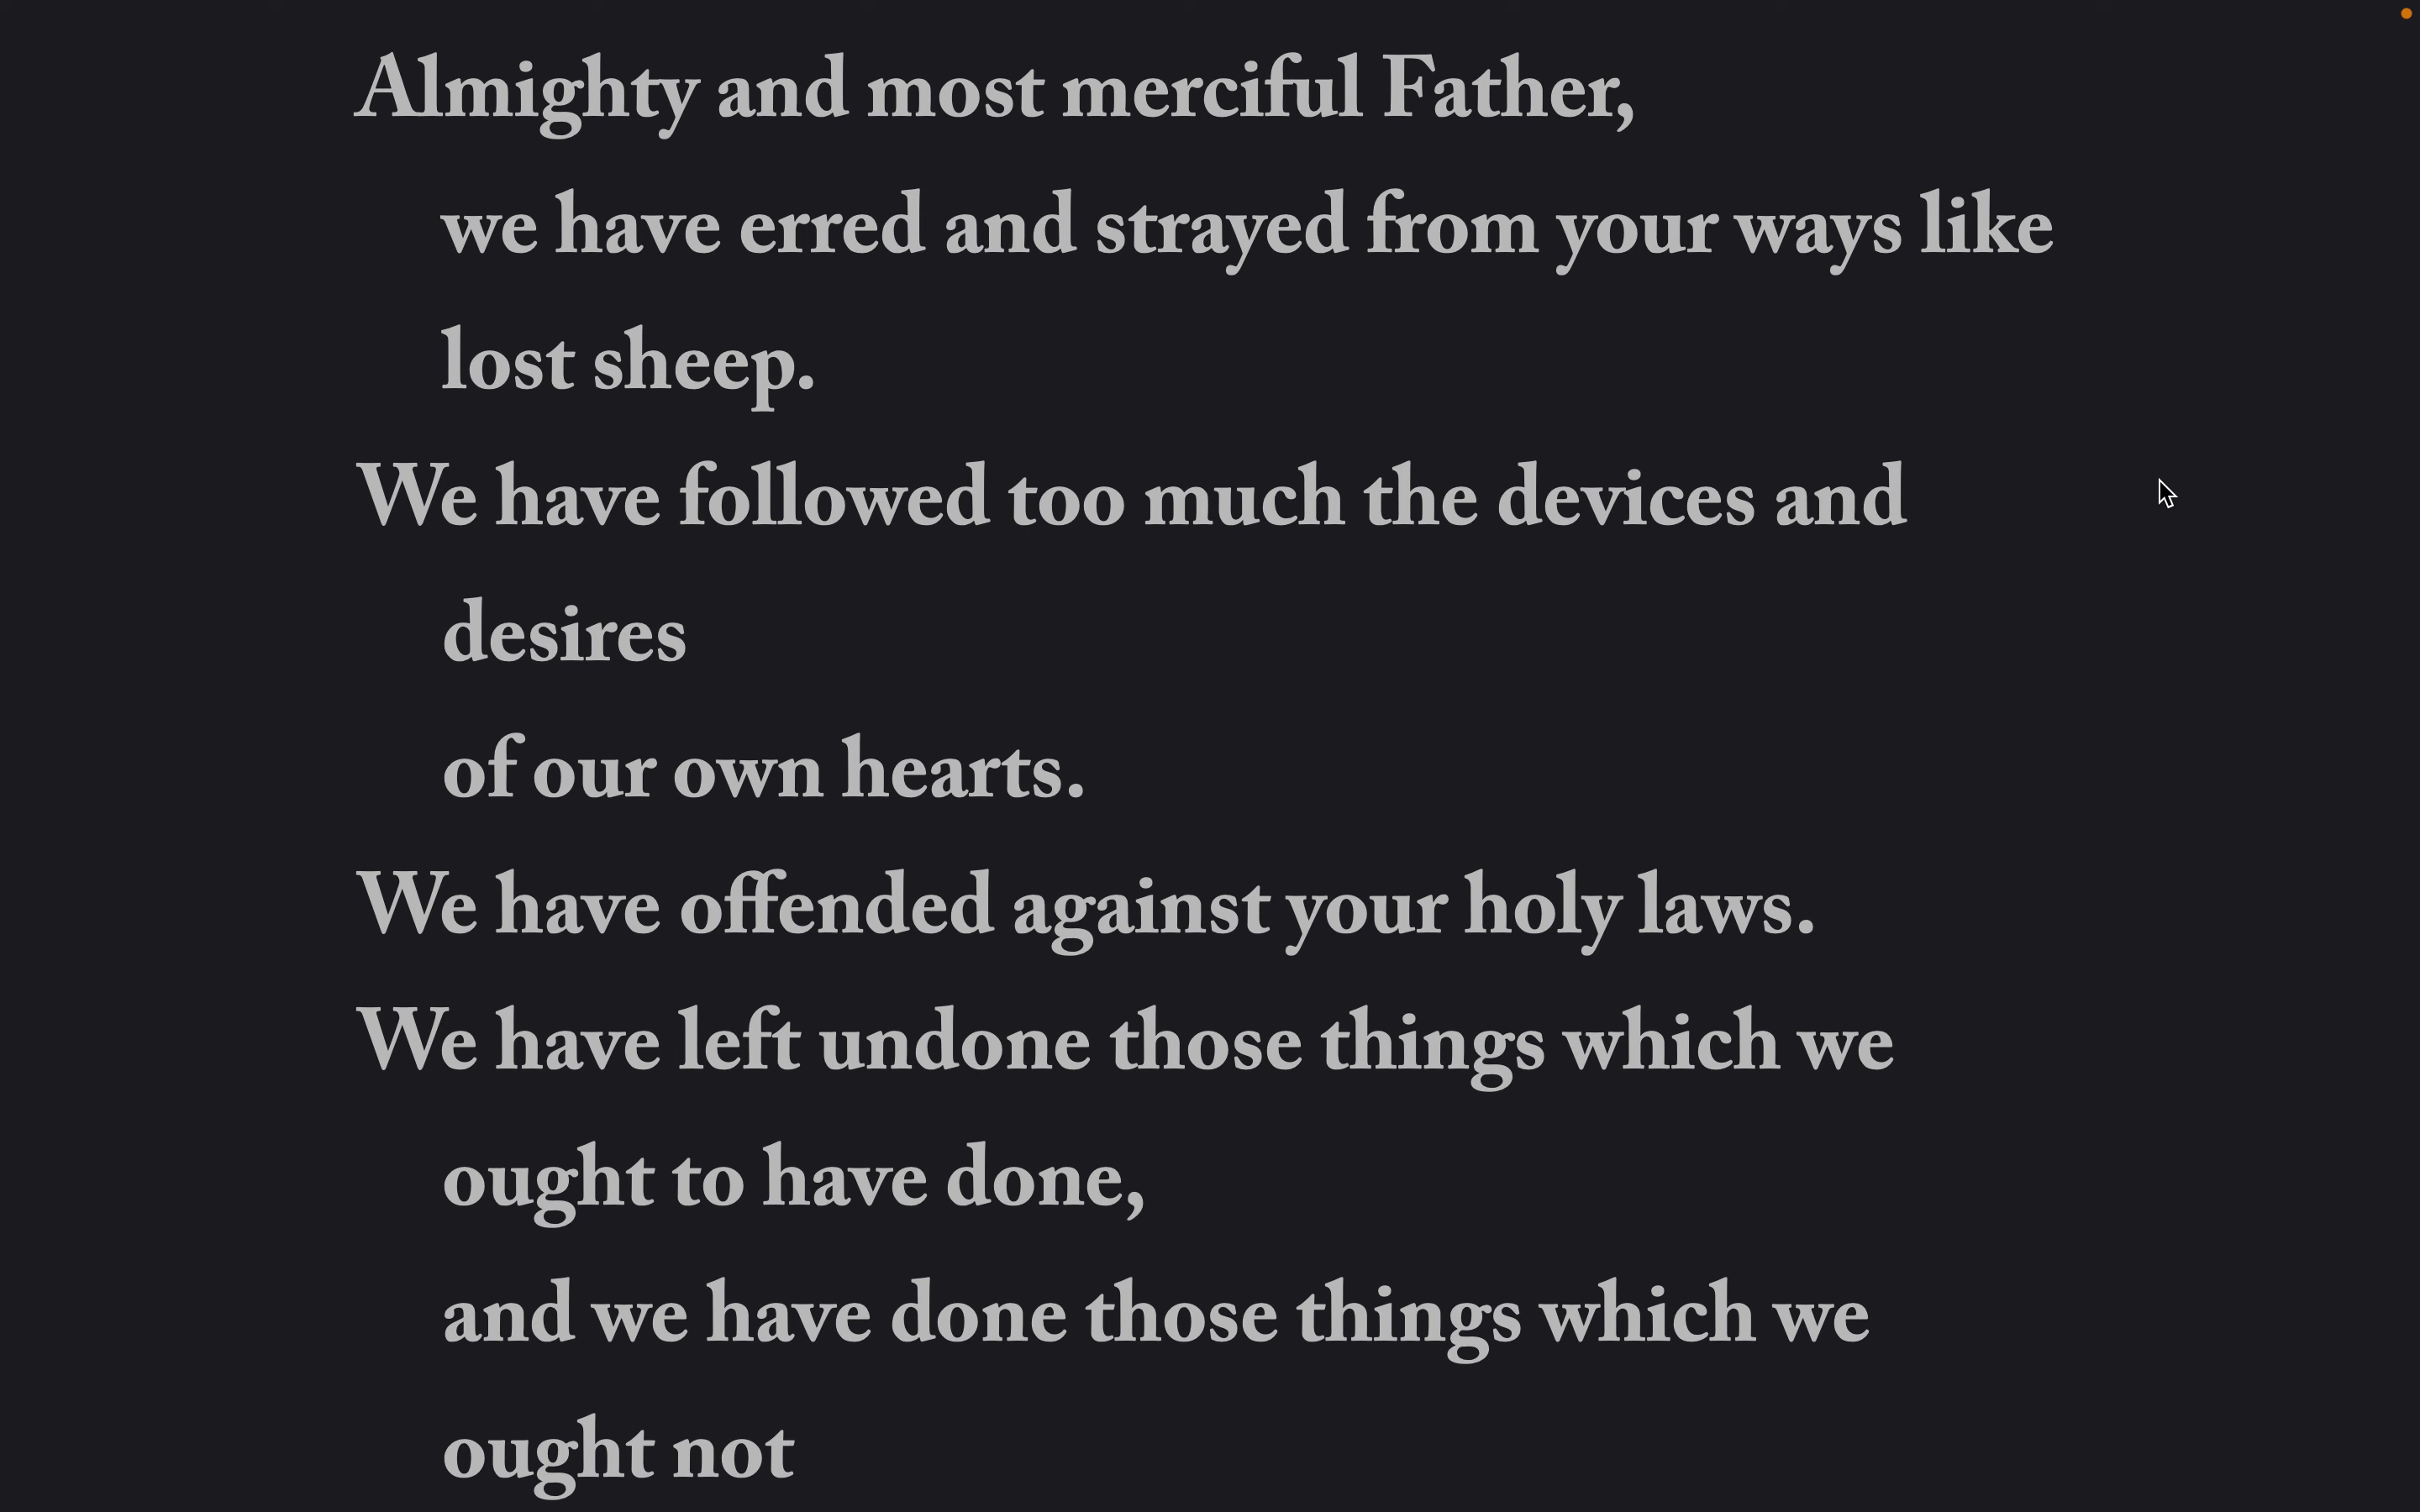 Almighty and most merciful Father,
we have erred and strayed from your ways like
lost sheep.
We have followed too much the devices and
desires
of our own hearts.
We have offended against your holy laws.
We have left undone those things which we
ought to have done,
and we have done those things which we
ought not